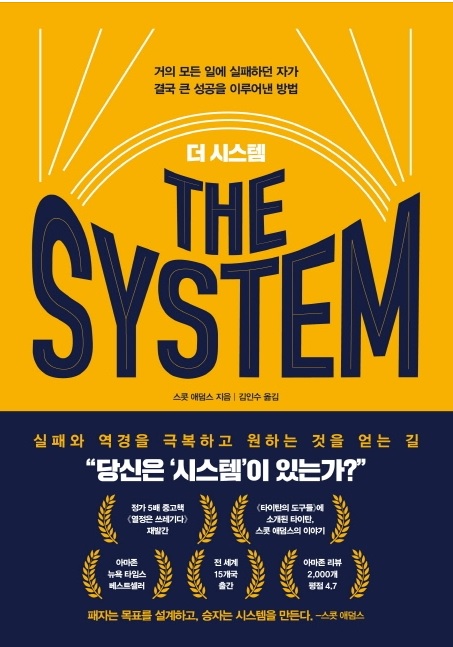 거의 모든 일에 실패하던 자가
결국 큰 성공을 이루어낸 방법
더 시스템
THE
SYSTEM
스콧 애덤스 지음 | 김인수 옮김
실패와 역경을 극복하고 원하는 것을 얻는 길
“당신은 ‘시스템’이 있는가?”
정가 5배 중고책
《열정은 쓰레기다》
재발간
《타이탄의 도구들》에
소개된 타이탄,
스콧 애덤스의 이야기
아마존
뉴욕 타임스
베스트셀러
전 세계
15개국
출간
아마존 리뷰
2,000개
평점 4.7
패자는 목표를 설계하고, 승자는 시스템을 만든다. –스콧 애덤스